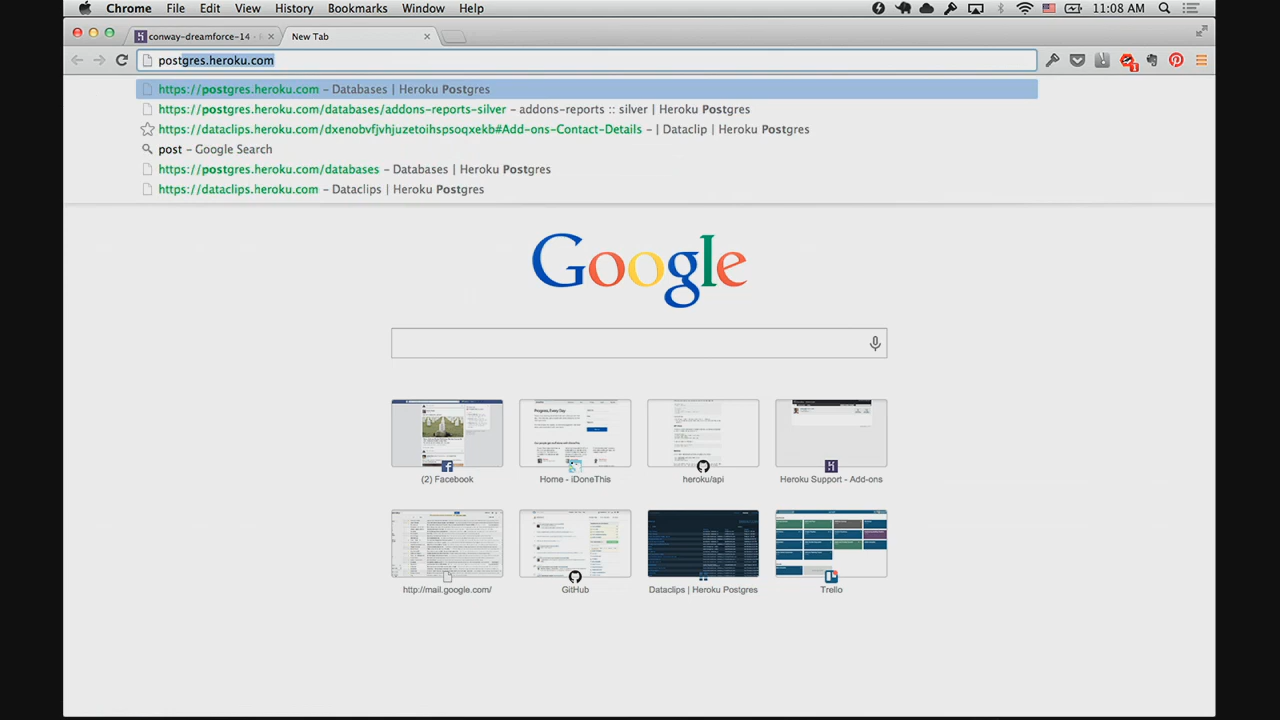 Chrome File Edit View History Bookmarks Window Help 11:08 AM
conway-dreamforce-14 · New Tab
postgres.heroku.com
https://postgres.heroku.com – Databases | Heroku Postgres
https://postgres.heroku.com/databases/addons-reports-silver – addons-reports :: silver | Heroku Postgres
https://dataclips.heroku.com/dxenobvfjvhjuzetoihspsoqxekb#Add-ons-Contact-Details – | Dataclip | Heroku Postgres
post – Google Search
https://postgres.heroku.com/databases – Databases | Heroku Postgres
https://dataclips.heroku.com – Dataclips | Heroku Postgres
Google
(2) Facebook Home - iDoneThis heroku/api Heroku Support - Add-ons
http://mail.google.com/ GitHub Dataclips | Heroku Postgres Trello